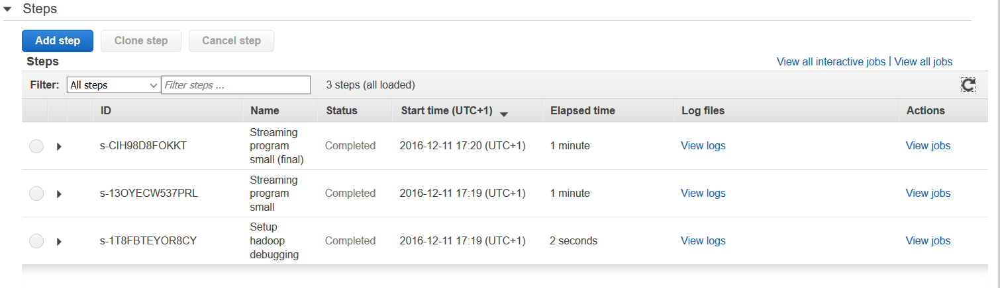 Steps
Add step Clone step Cancel step
Steps View all interactive jobs | View all jobs
Filter: All steps Filter steps ... 3 steps (all loaded)
ID Name Status Start time (UTC+1) Elapsed time Log files Actions
Streaming
s-CIH98D8FOKKT program Completed 2016-12-11 17:20 (UTC+1) 1 minute View logs View jobs
small (final)
Streaming
s-13OYECW537PRL program Completed 2016-12-11 17:19 (UTC+1) 1 minute View logs View jobs
small
Setup
s-1T8FBTEYOR8CY hadoop Completed 2016-12-11 17:19 (UTC+1) 2 seconds View logs View jobs
debugging